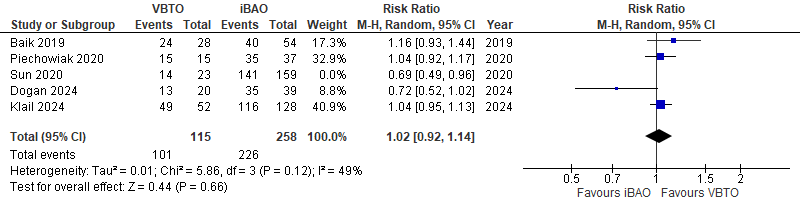 VBTO iBAO Risk Ratio Risk Ratio
Study or Subgroup Events Total Events Total Weight M-H, Random, 95% CI Year M-H, Random, 95% CI
Baik 2019 24 28 40 54 17.3% 1.16 [0.93, 1.44] 2019
Piechowiak 2020 15 15 35 37 32.9% 1.04 [0.92, 1.17] 2020
Sun 2020 14 23 141 159 0.0% 0.69 [0.49, 0.96] 2020
Dogan 2024 13 20 35 39 8.8% 0.72 [0.52, 1.02] 2024
Klail 2024 49 52 116 128 40.9% 1.04 [0.95, 1.13] 2024
Total (95% CI) 115 258 100.0% 1.02 [0.92, 1.14]
Total events 101 226
Heterogeneity: Tau² = 0.01; Chi² = 5.86, df = 3 (P = 0.12); I² = 49%
Test for overall effect: Z = 0.44 (P = 0.66)
0.5 0.7 1 1.5 2
Favours iBAO Favours VBTO